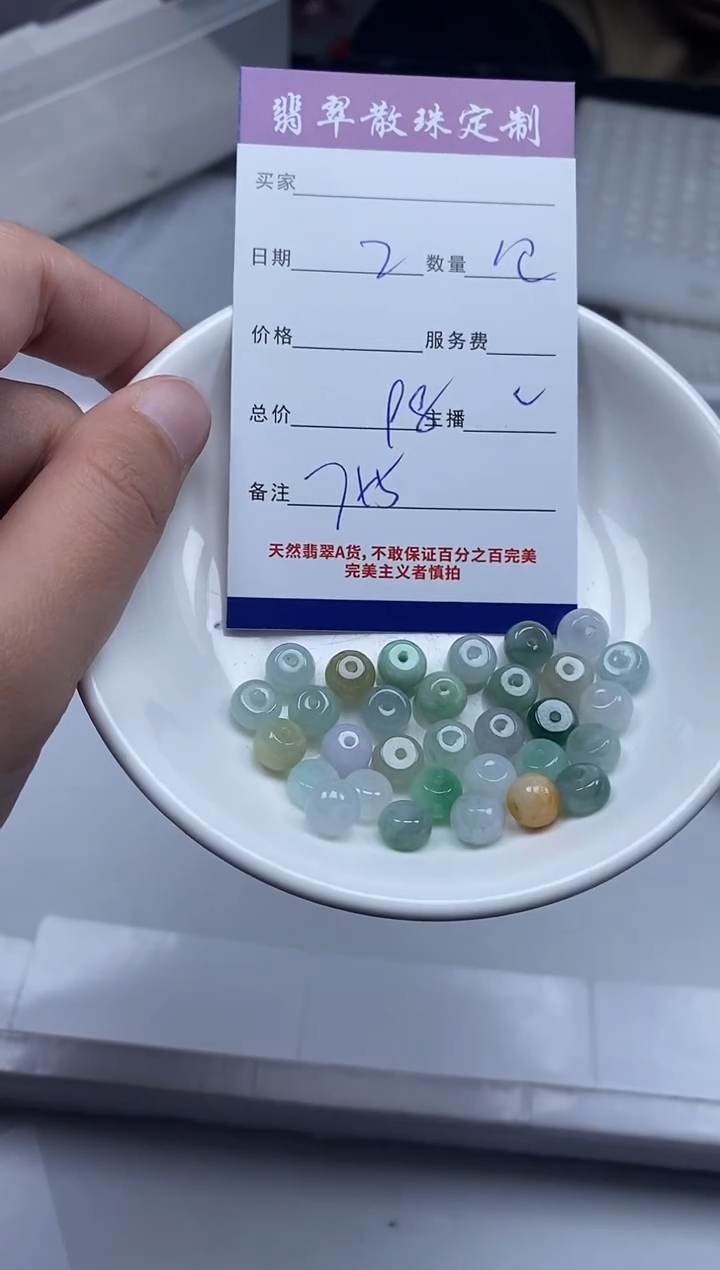 翡翠散珠定制
买家
日期 2 数量
价格 服务费
总价 98 主播
备注 7x5
天然翡翠A货,不敢保证百分之百完美
完美主义者慎拍